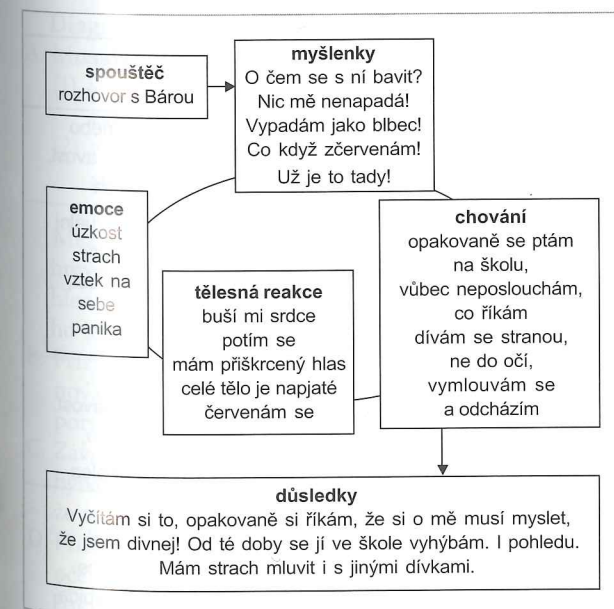 spouštěč
rozhovor s Bárou
myšlenky
O čem se s ní bavit?
Nic mě nenapadá!
Vypadám jako blbec!
Co když zčervenám!
Už je to tady!
emoce
úzkost
strach
vztek na
sebe
panika
tělesná reakce
buší mi srdce
potím se
mám přiškrcený hlas
celé tělo je napjaté
červenám se
chování
opakovaně se ptám
na školu,
vůbec neposlouchám,
co říkám
dívám se stranou,
ne do očí,
vymlouvám se
a odcházím
důsledky
Vyčítám si to, opakovaně si říkám, že si o mě musí myslet,
že jsem divnej! Od té doby se jí ve škole vyhýbám. I pohledu.
Mám strach mluvit i s jinými dívkami.